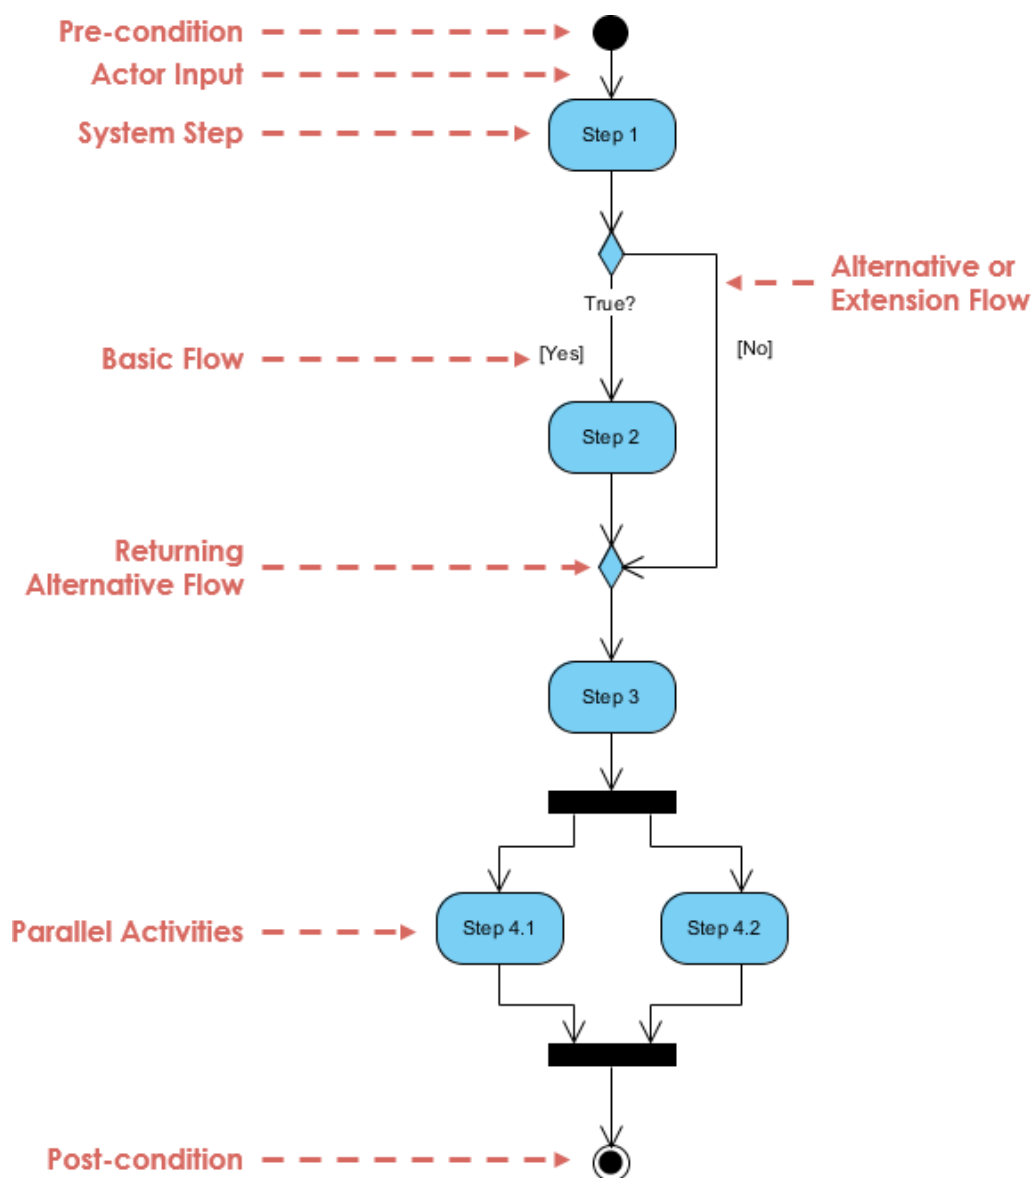 Pre-condition
Actor Input
System Step
Step 1
Alternative or
Extension Flow
True?
Basic Flow
[Yes]
[No]
Step 2
Returning
Alternative Flow
Step 3
Parallel Activities
Step 4.1
Step 4.2
Post-condition